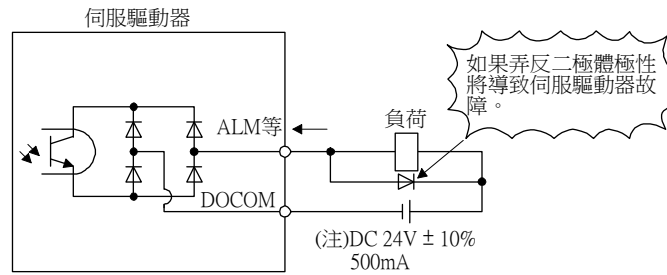 伺服驅動器
如果弄反二極體極性
將導致伺服驅動器故
障。
ALM等
負荷
DOCOM
(注)DC 24V ± 10%
500mA